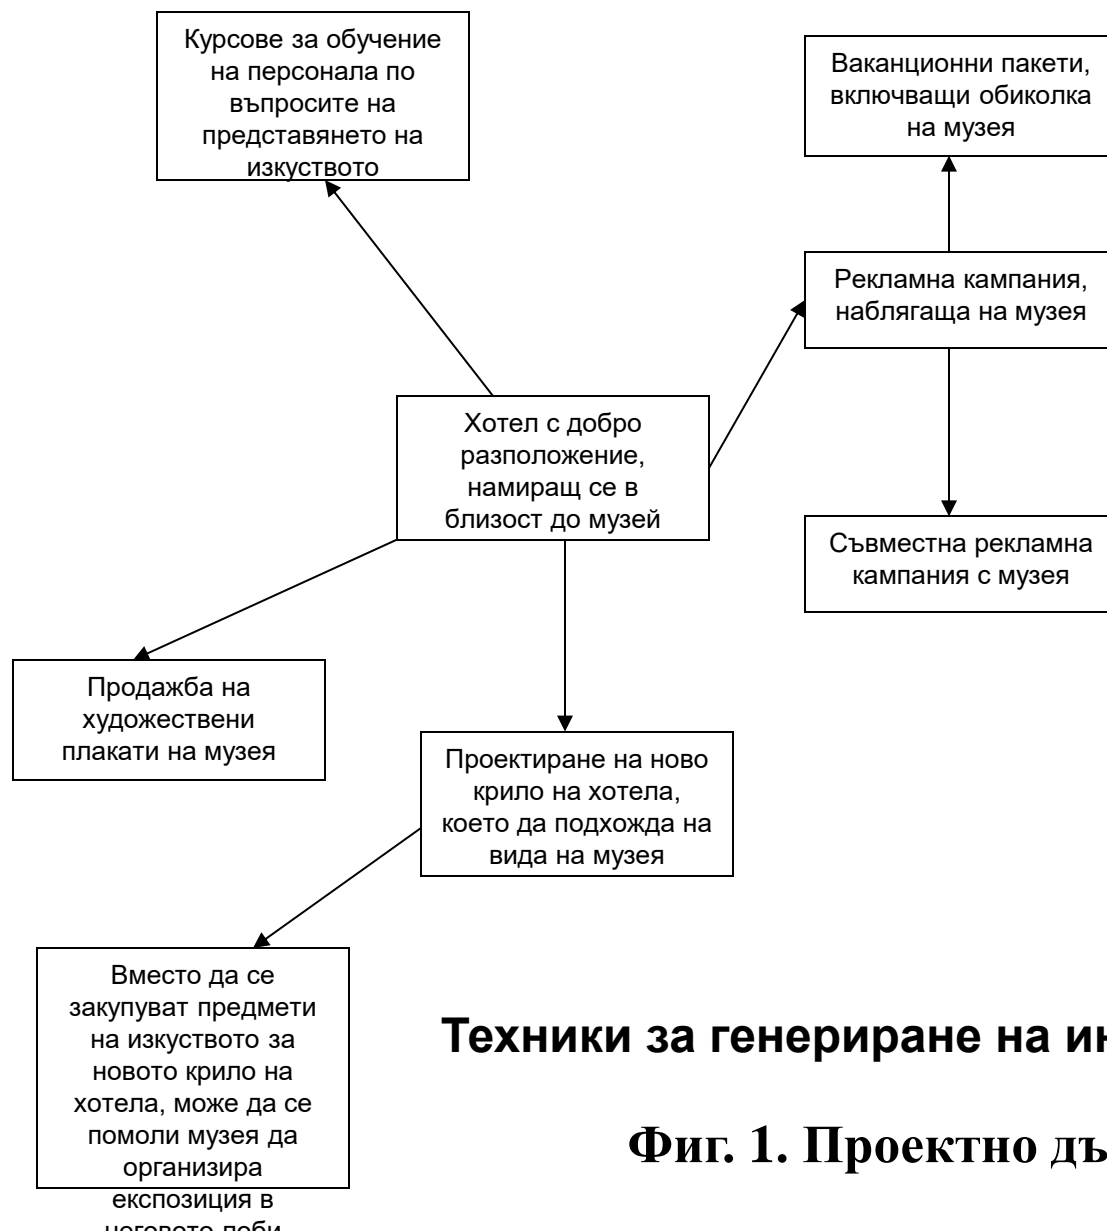 Курсове за обучение
на персонала по
въпросите на
представянето на
изкуството
Ваканционни пакети,
включващи обиколка
на музея
Рекламна кампания,
наблягаща на музея
Хотел с добро
разположение,
намиращ се в
близост до музей
Съвместна рекламна
кампания с музея
Продажба на
художествени
плакати на музея
Проектиране на ново
крило на хотела,
което да подхожда на
вида на музея
Вместо да се
закупуват предмети
на изкуството за
новото крило на
хотела, може да се
помоли музея да
организира
експозиция в
неговото лоби
Техники за генериране на
Фиг. 1. Проектно